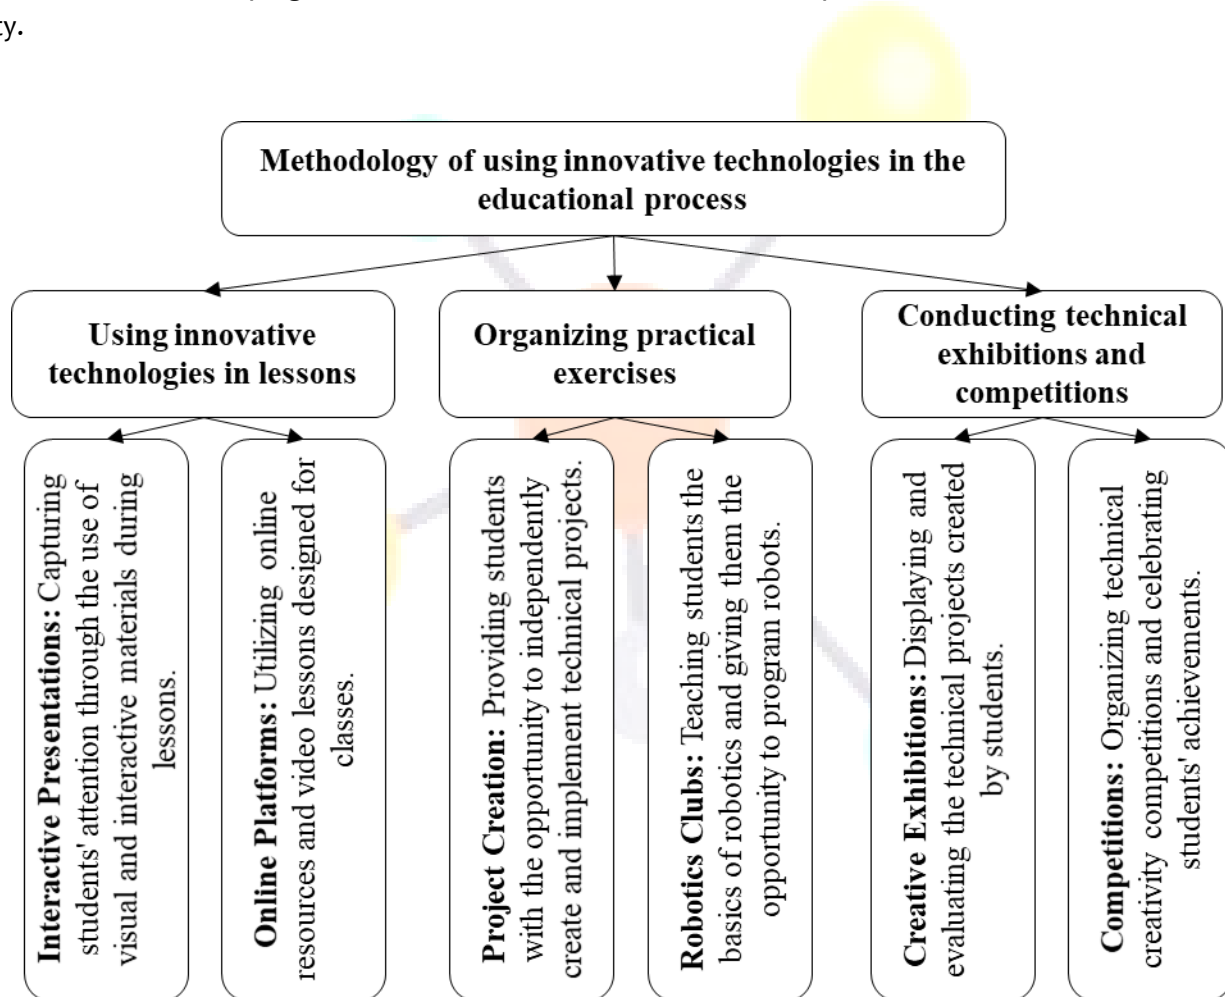 ty.
Methodology of using innovative technologies in the
educational process
Using innovative
technologies in lessons
Organizing practical
exercises
Conducting technical
exhibitions and
competitions
Interactive Presentations: Capturing
students' attention through the use of
visual and interactive materials during
lessons.
Online Platforms: Utilizing online
resources and video lessons designed for
classes.
Project Creation: Providing students
with the opportunity to independently
create and implement technical projects.
Robotics Clubs: Teaching students the
basics of robotics and giving them the
opportunity to program robots.
Creative Exhibitions: Displaying and
evaluating the technical projects created
by students.
Competitions: Organizing technical
creativity competitions and celebrating
students' achievements.